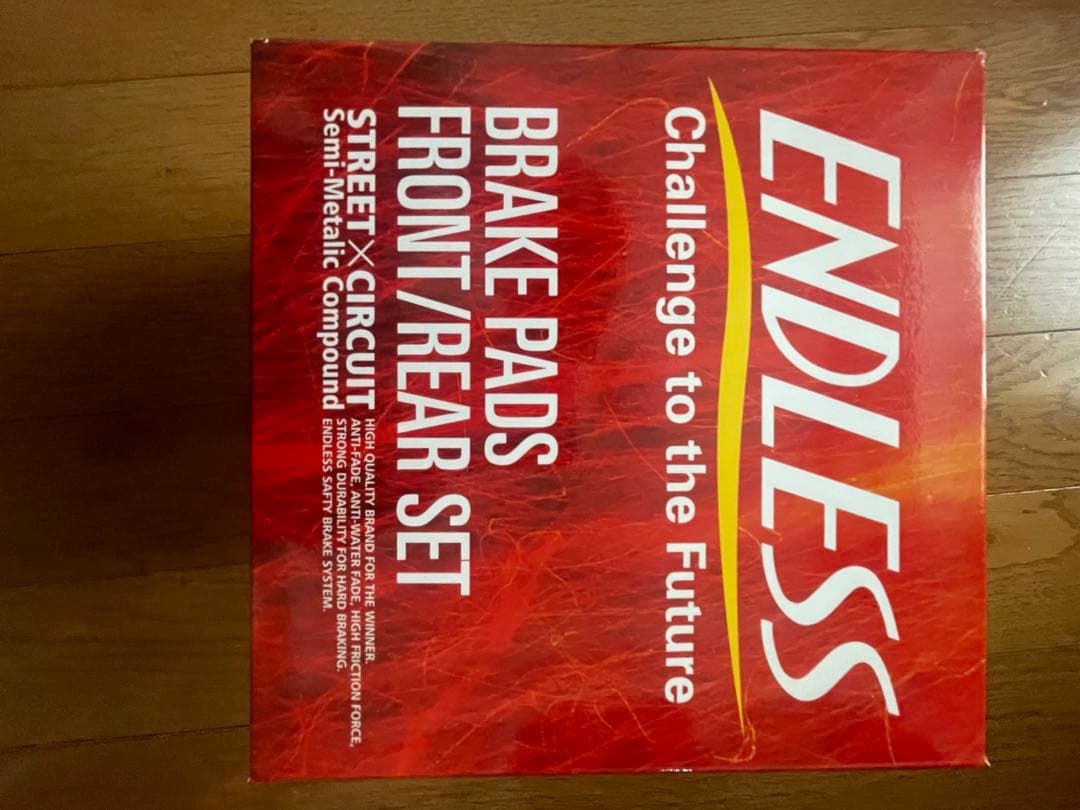 ENDLESS
Challenge to the Future
BRAKE PADS
FRONT/REAR SET
STREET×CIRCUIT
Semi-Metalic Compound
HIGH QUALITY BRAND FOR THE WINNER.
ANTI-FADE, ANTI-WATER FADE, HIGH FRICTION FORCE,
STRONG DURABILITY FOR HARD BRAKING.
ENDLESS SAFTY BRAKE SYSTEM.